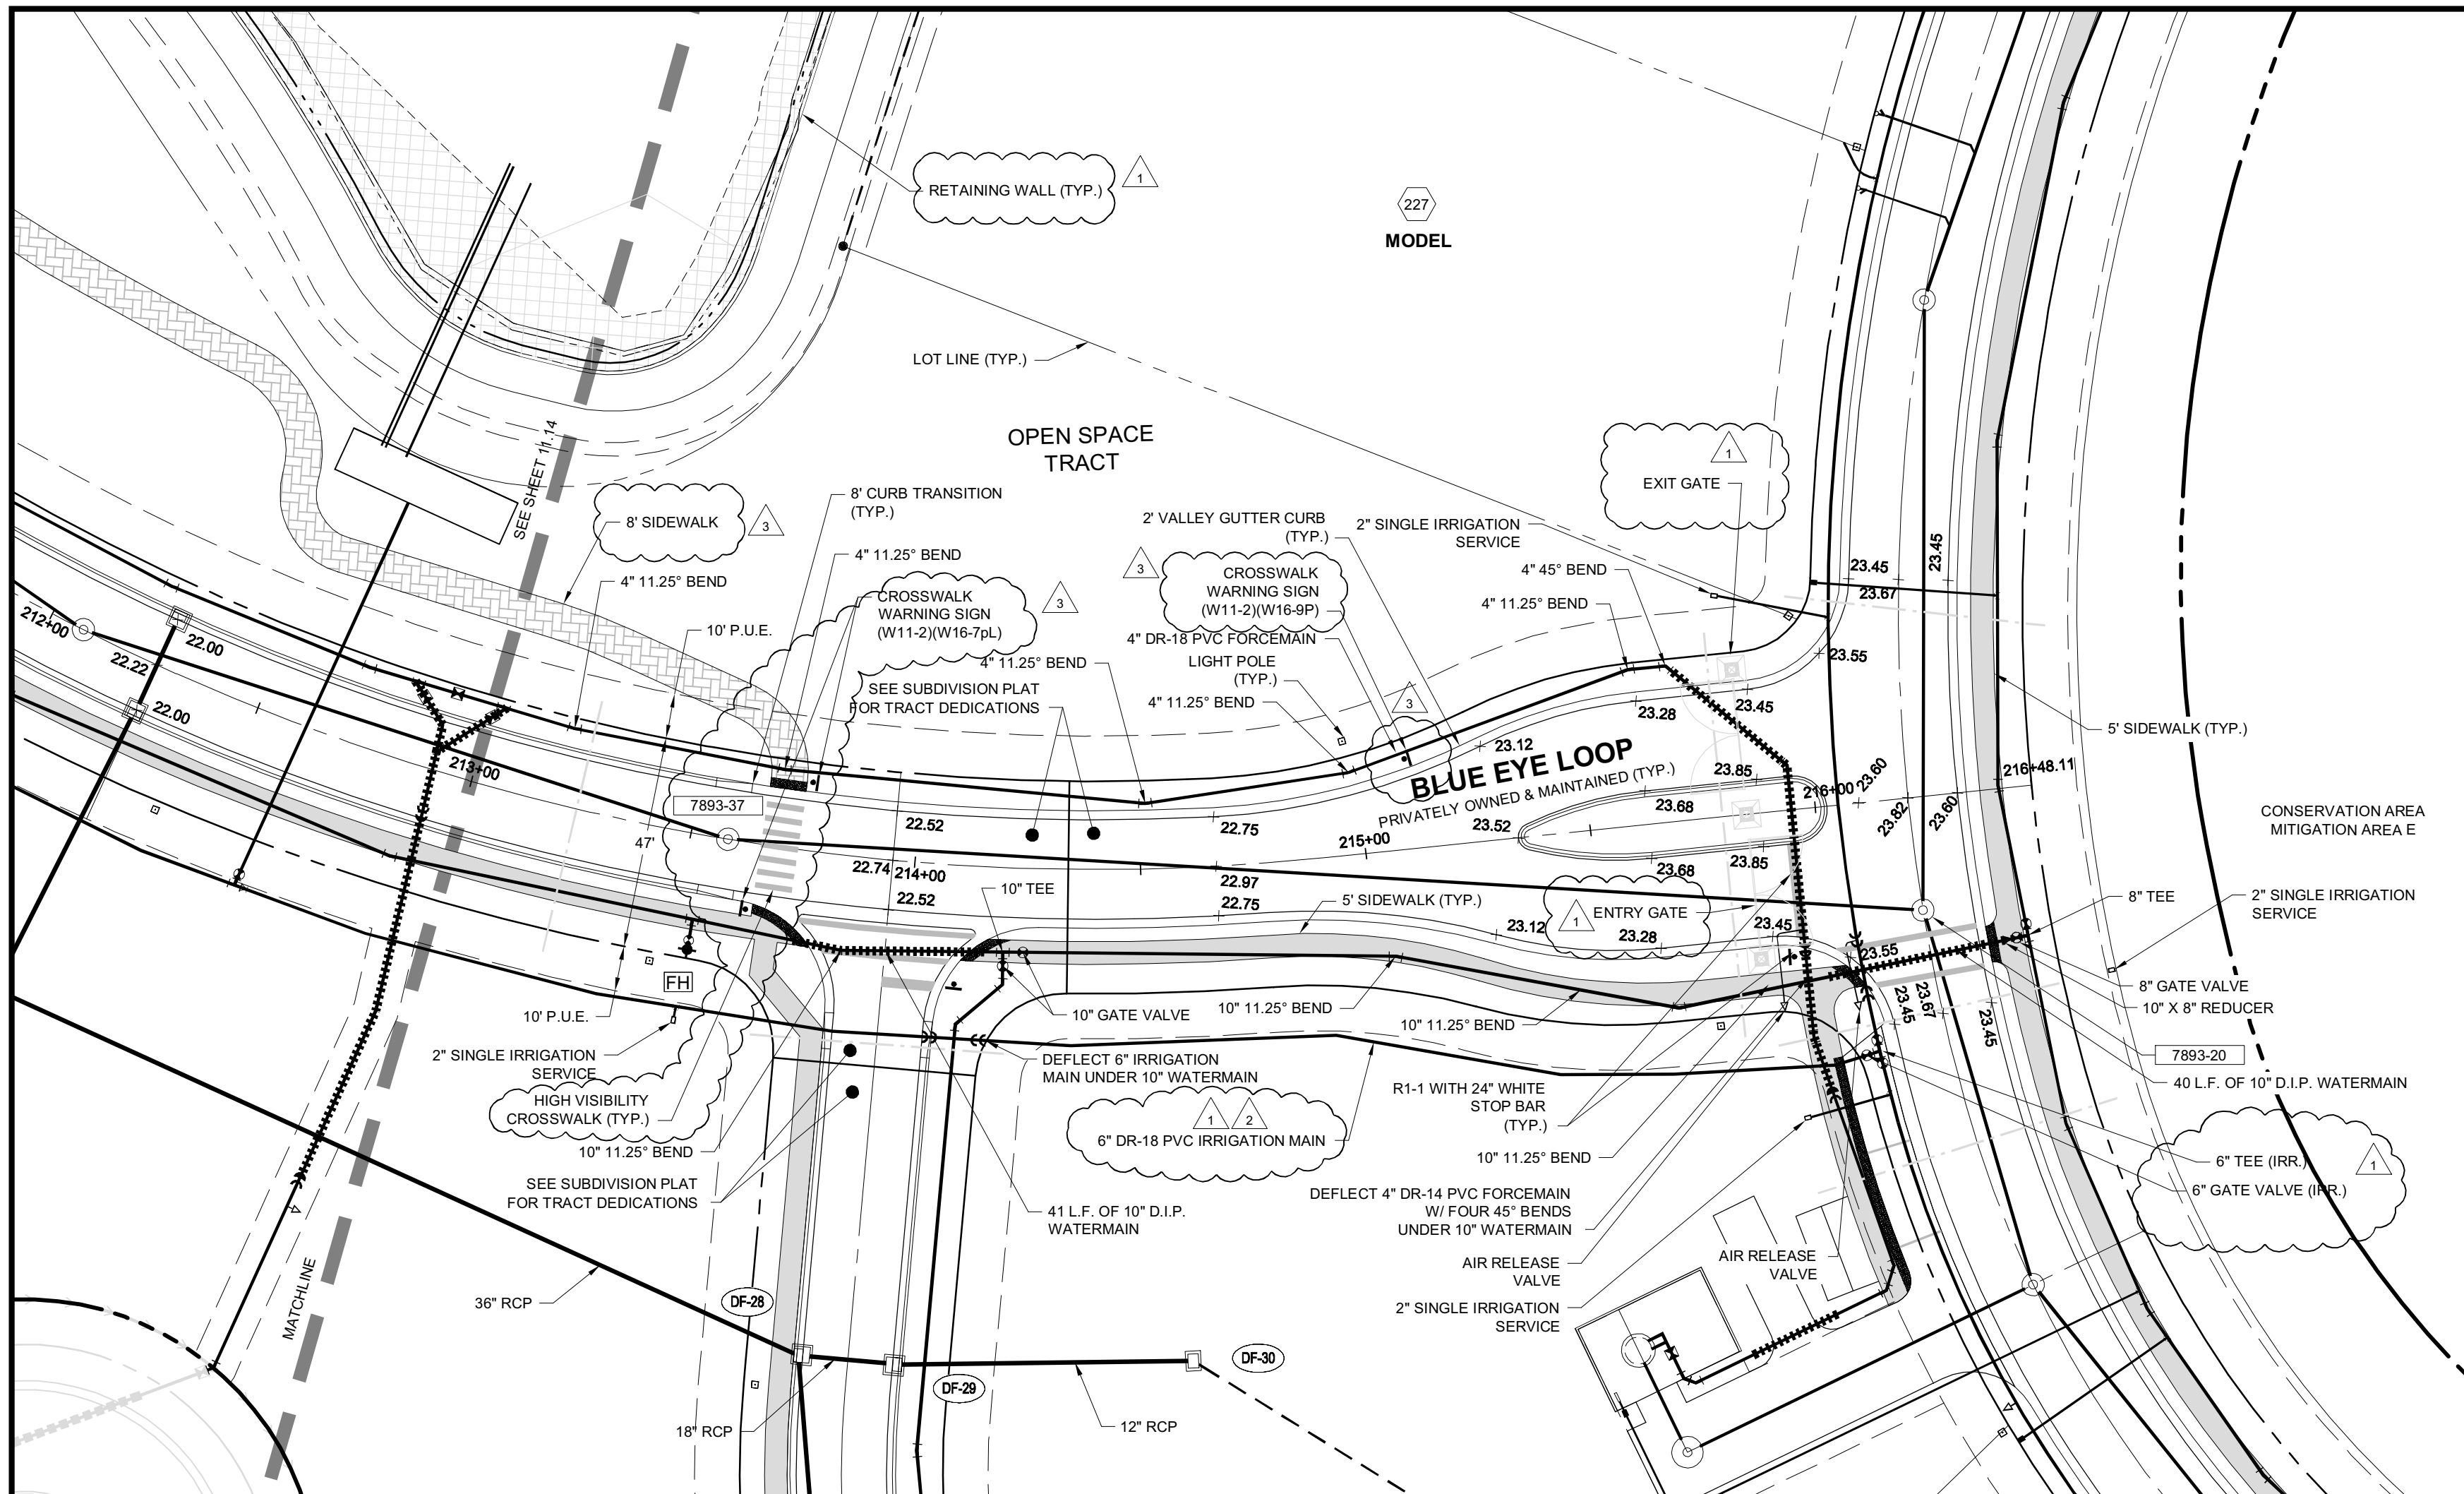 RETAINING WALL (TYP.)
1
227
MODEL
LOT LINE (TYP.)
OPEN SPACE
TRACT
SEE SHEET 11.14
8' SIDEWALK
3
8' CURB TRANSITION
(TYP.)
4" 11.25° BEND
4" 11.25° BEND
CROSSWALK
WARNING SIGN
(W11-2)(W16-7pL)
3
10' P.U.E.
4" 11.25° BEND
SEE SUBDIVISION PLAT
FOR TRACT DEDICATIONS
2' VALLEY GUTTER CURB
(TYP.)
3
CROSSWALK
WARNING SIGN
(W11-2)(W16-9P)
4" DR-18 PVC FORCEMAIN
LIGHT POLE
(TYP.)
4" 11.25° BEND
3
2" SINGLE IRRIGATION
SERVICE
4" 45° BEND
4" 11.25° BEND
1
EXIT GATE
23.45
23.45
23.67
23.55
23.45
23.28
23.12
212+00
22.22
22.00
22.00
213+00
7893-37
47'
22.52
22.74
214+00
22.52
22.75
22.97
22.75
215+00
BLUE EYE LOOP
PRIVATELY OWNED & MAINTAINED (TYP.)
23.52
23.85
23.68
23.68
23.85
216+00
23.60
23.82
23.60
216+48.11
5' SIDEWALK (TYP.)
CONSERVATION AREA
MITIGATION AREA E
10" TEE
5' SIDEWALK (TYP.)
23.12
1
ENTRY GATE
23.28
23.45
23.55
8" TEE
2" SINGLE IRRIGATION
SERVICE
8" GATE VALVE
10" X 8" REDUCER
23.45
23.67
23.45
7893-20
40 L.F. OF 10" D.I.P. WATERMAIN
FH
10' P.U.E.
2" SINGLE IRRIGATION
SERVICE
HIGH VISIBILITY
CROSSWALK (TYP.)
10" 11.25° BEND
SEE SUBDIVISION PLAT
FOR TRACT DEDICATIONS
10" GATE VALVE
10" 11.25° BEND
10" 11.25° BEND
DEFLECT 6" IRRIGATION
MAIN UNDER 10" WATERMAIN
1
2
6" DR-18 PVC IRRIGATION MAIN
41 L.F. OF 10" D.I.P.
WATERMAIN
R1-1 WITH 24" WHITE
STOP BAR
(TYP.)
10" 11.25° BEND
DEFLECT 4" DR-14 PVC FORCEMAIN
W/ FOUR 45° BENDS
UNDER 10" WATERMAIN
AIR RELEASE
VALVE
2" SINGLE IRRIGATION
SERVICE
AIR RELEASE
VALVE
6" TEE (IRR.)
1
6" GATE VALVE (IRR.)
MATCHLINE
36" RCP
DF-28
DF-29
DF-30
18" RCP
12" RCP